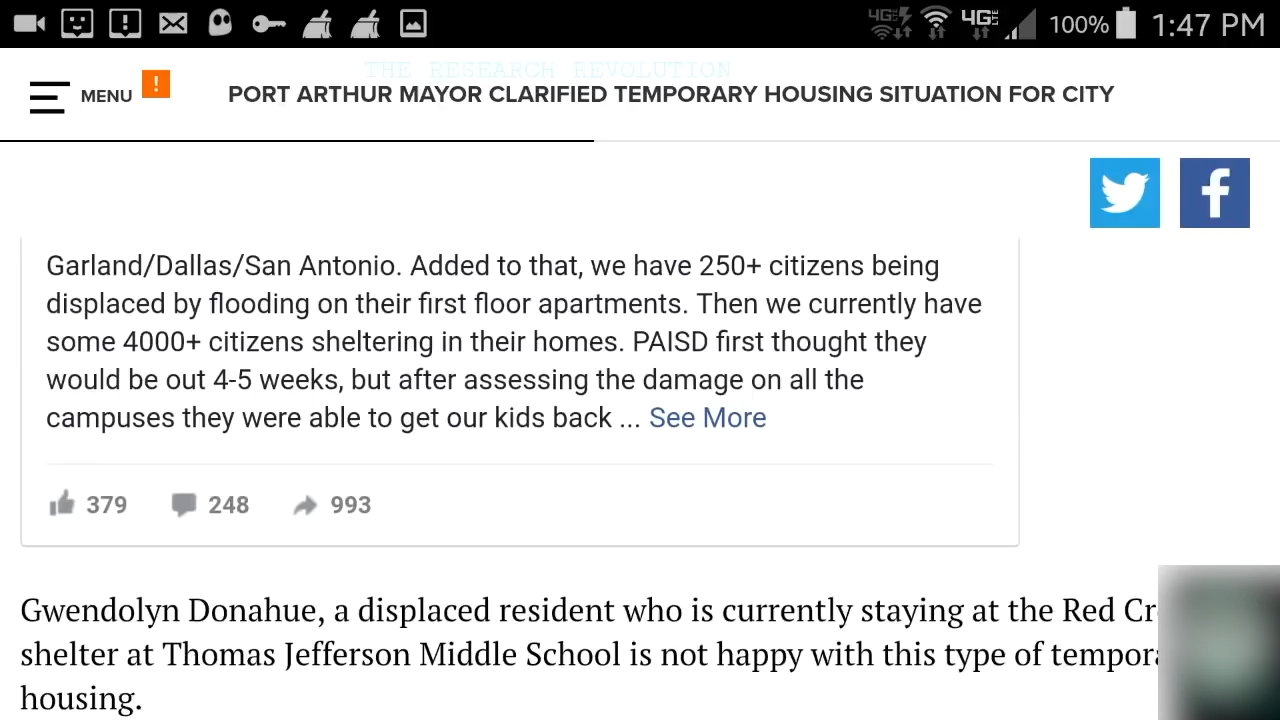 4G 4G LTE 100% 1:47 PM
THE RESEARCH REVOLUTION
MENU ! PORT ARTHUR MAYOR CLARIFIED TEMPORARY HOUSING SITUATION FOR CITY
Garland/Dallas/San Antonio. Added to that, we have 250+ citizens being
displaced by flooding on their first floor apartments. Then we currently have
some 4000+ citizens sheltering in their homes. PAISD first thought they
would be out 4-5 weeks, but after assessing the damage on all the
campuses they were able to get our kids back ... See More
379 248 993
Gwendolyn Donahue, a displaced resident who is currently staying at the Red Cr
shelter at Thomas Jefferson Middle School is not happy with this type of tempor
housing.